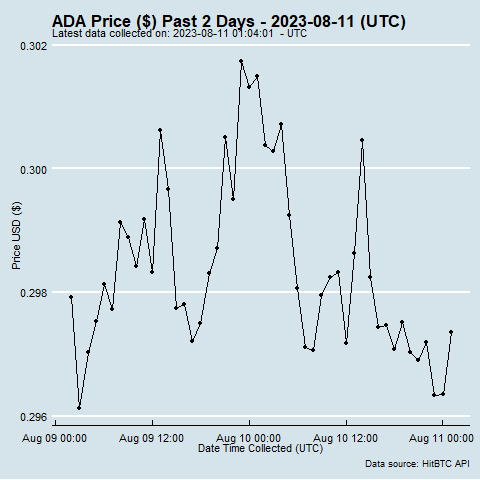 ADA Price ($) Past 2 Days - 2023-08-11 (UTC)
Latest data collected on: 2023-08-11 01:04:01  - UTC
0.302
0.300
0.298
0.296
Price USD ($)
Aug 09 00:00 Aug 09 12:00 Aug 10 00:00 Aug 10 12:00 Aug 11 00:00
Date Time Collected (UTC)
Data source: HitBTC API